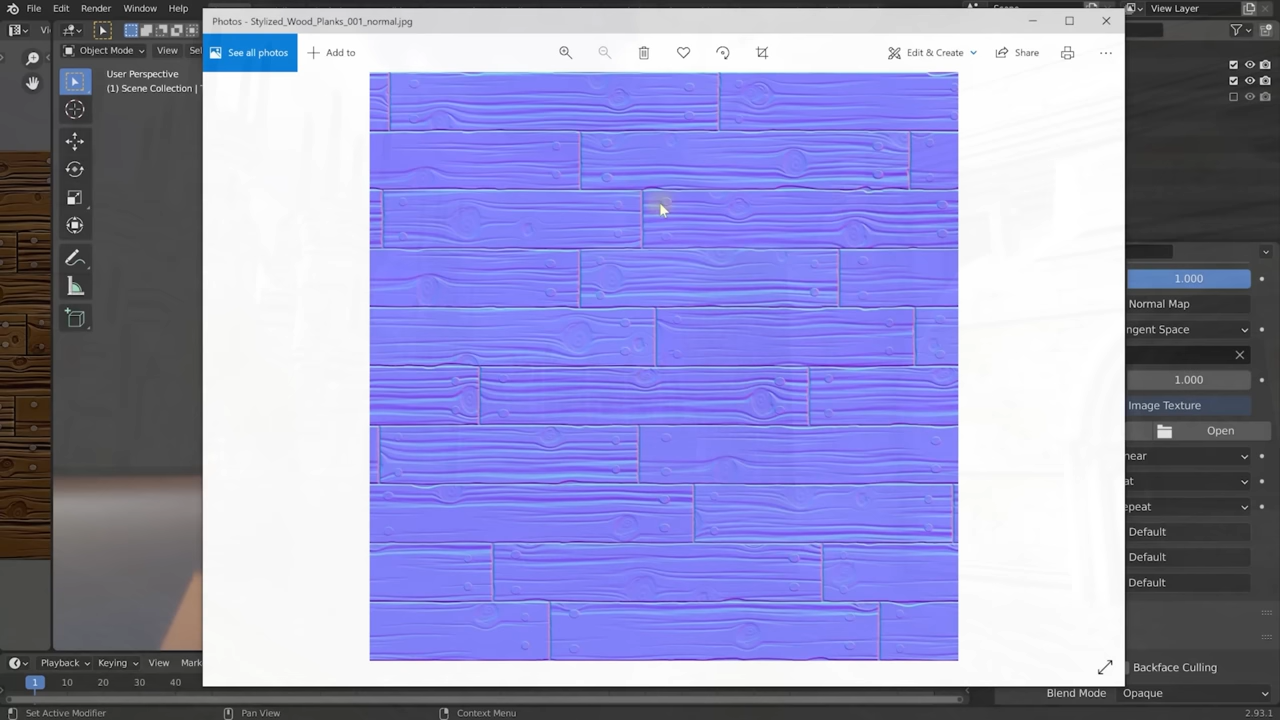 File Edit Render Window Help
View Layer
Photos - Stylized_Wood_Planks_001_normal.jpg
See all photos
Add to
Edit & Create
Share
Object Mode View Sel
User Perspective
(1) Scene Collection |
1.000
Normal Map
ngent Space
1.000
Image Texture
Open
near
at
epeat
Default
Default
Default
Backface Culling
Blend Mode Opaque
Playback Keying View Mark
1 10 20 30 40
Set Active Modifier
Pan View
Context Menu
2.93.1